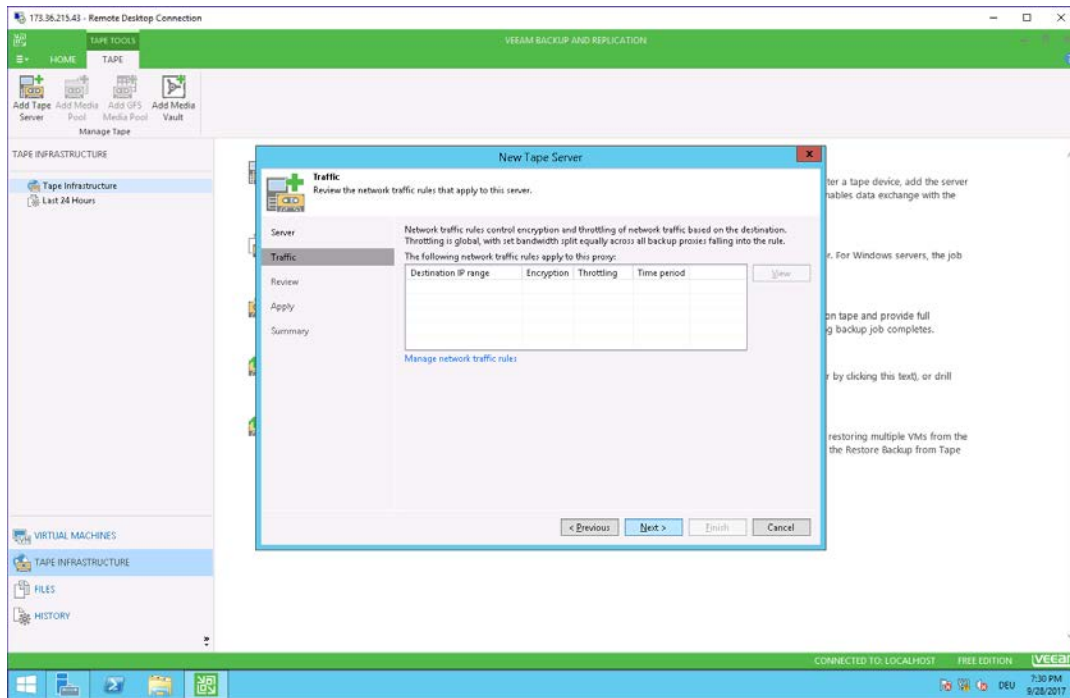 173.36.215.43 - Remote Desktop Connection
TAPE TOOLS
VEEAM BACKUP AND REPLICATION
HOME
TAPE
Add Tape Server
Add Media Pool
Add GFS Media Pool
Add Media Vault
Manage Tape
TAPE INFRASTRUCTURE
Tape Infrastructure
Last 24 Hours
New Tape Server
Traffic
Review the network traffic rules that apply to this server.
Server
Traffic
Review
Apply
Summary
Network traffic rules control encryption and throttling of network traffic based on the destination.
Throttling is global, with set bandwidth split equally across all backup proxies falling into the rule.
The following network traffic rules apply to this proxy:
Destination IP range
Encryption
Throttling
Time period
View
Manage network traffic rules
< Previous
Next >
Finish
Cancel
ter a tape device, add the server
nables data exchange with the
r. For Windows servers, the job
on tape and provide full
g backup job completes.
r by clicking this text), or drill
restoring multiple VMs from the
the Restore Backup from Tape
VIRTUAL MACHINES
TAPE INFRASTRUCTURE
FILES
HISTORY
CONNECTED TO: LOCALHOST
FREE EDITION
VEEAM
DEU
7:30 PM
9/28/2017